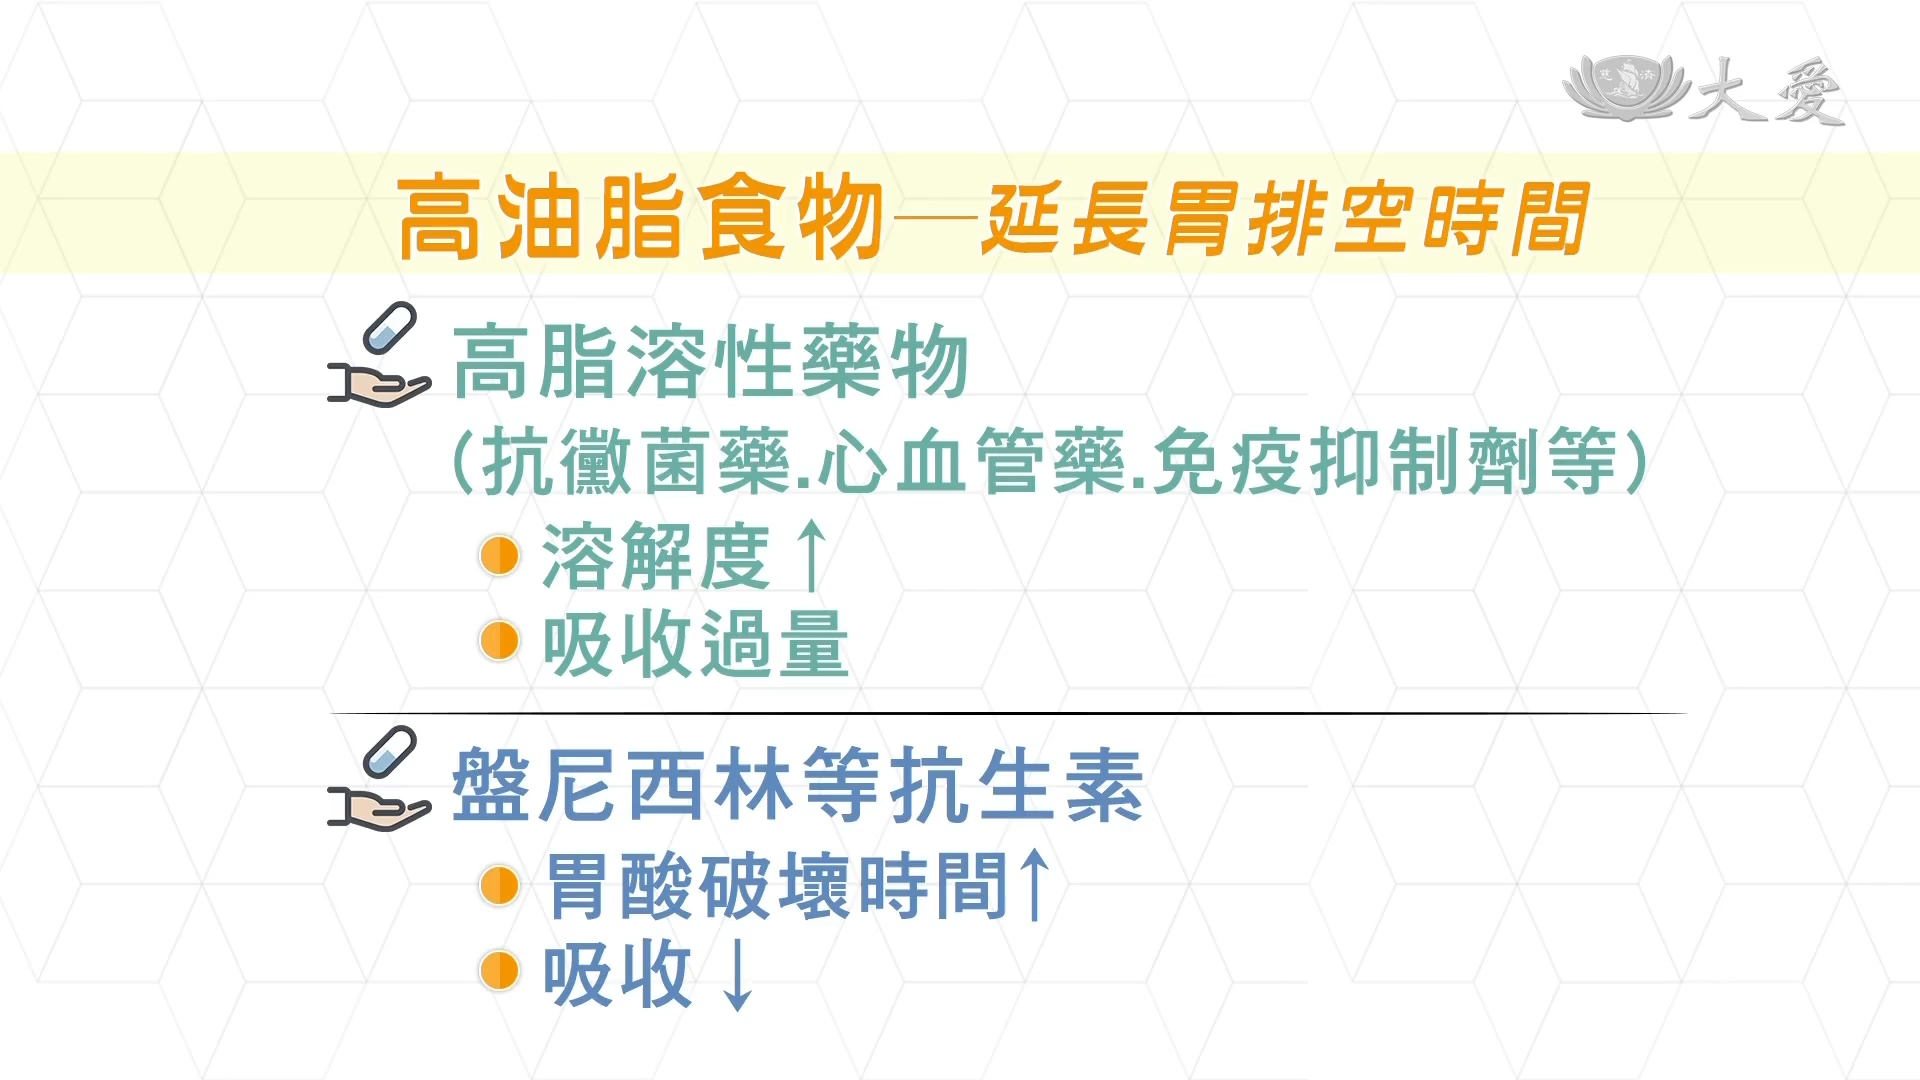 大愛
高油脂食物—延長胃排空時間
高脂溶性藥物
(抗黴菌藥.心血管藥.免疫抑制劑等)
溶解度↑
吸收過量
盤尼西林等抗生素
胃酸破壞時間↑
吸收↓